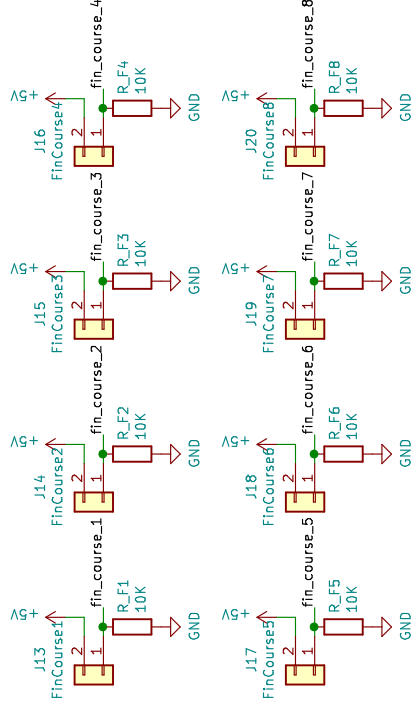 fin_course_4
+5V
R_F4
10K
GND
2
1
J16
FinCourse4
fin_course_8
+5V
R_F8
10K
GND
2
1
J20
FinCourse8
fin_course_3
+5V
R_F3
10K
GND
2
1
J15
FinCourse3
fin_course_7
+5V
R_F7
10K
GND
2
1
J19
FinCourse7
fin_course_2
+5V
R_F2
10K
GND
2
1
J14
FinCourse2
fin_course_6
+5V
R_F6
10K
GND
2
1
J18
FinCourse6
fin_course_1
+5V
R_F1
10K
GND
2
1
J13
FinCourse1
fin_course_5
+5V
R_F5
10K
GND
2
1
J17
FinCourse5